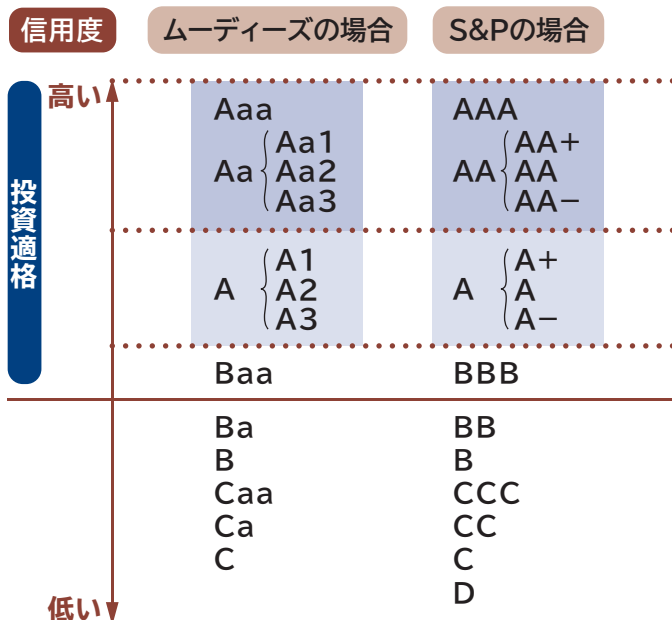 信用度 ムーディーズの場合 S&Pの場合
高い
投資適格
Aaa AAA
Aa Aa1 AA AA+
Aa2 AA
Aa3 AA−
A A1 A A+
A2 A
A3 A−
Baa BBB
Ba BB
B B
Caa CCC
Ca CC
C C
D
低い